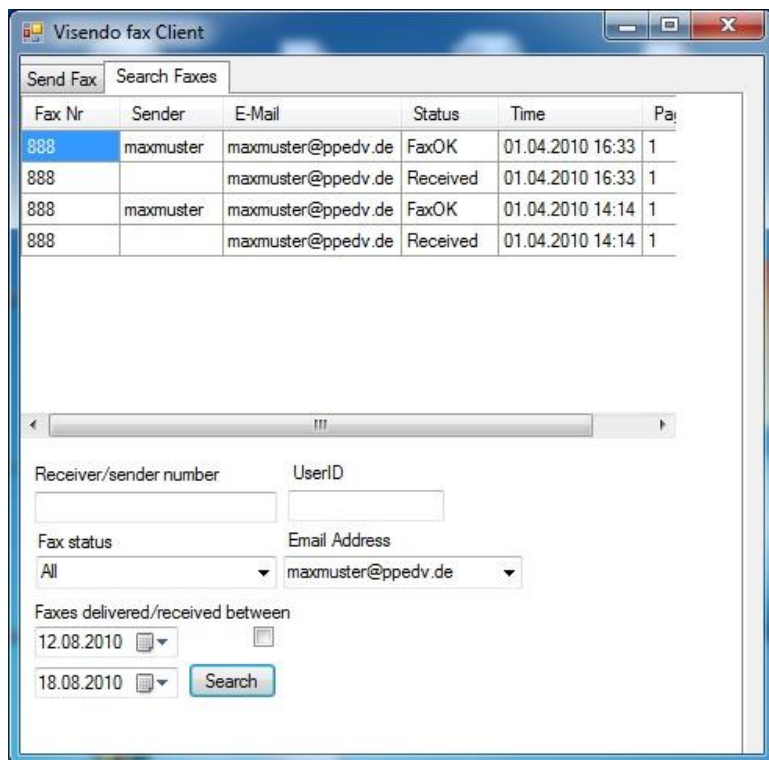 Visendo fax Client
Send Fax Search Faxes
Fax Nr Sender E-Mail Status Time
888 maxmuster maxmuster@ppedv.de FaxOK 01.04.2010 16:33 1
888 maxmuster@ppedv.de Received 01.04.2010 16:33 1
888 maxmuster maxmuster@ppedv.de FaxOK 01.04.2010 14:14 1
888 maxmuster@ppedv.de Received 01.04.2010 14:14 1
Receiver/sender number UserID
Fax status Email Address
All maxmuster@ppedv.de
Faxes delivered/received between
12.08.2010
18.08.2010 Search